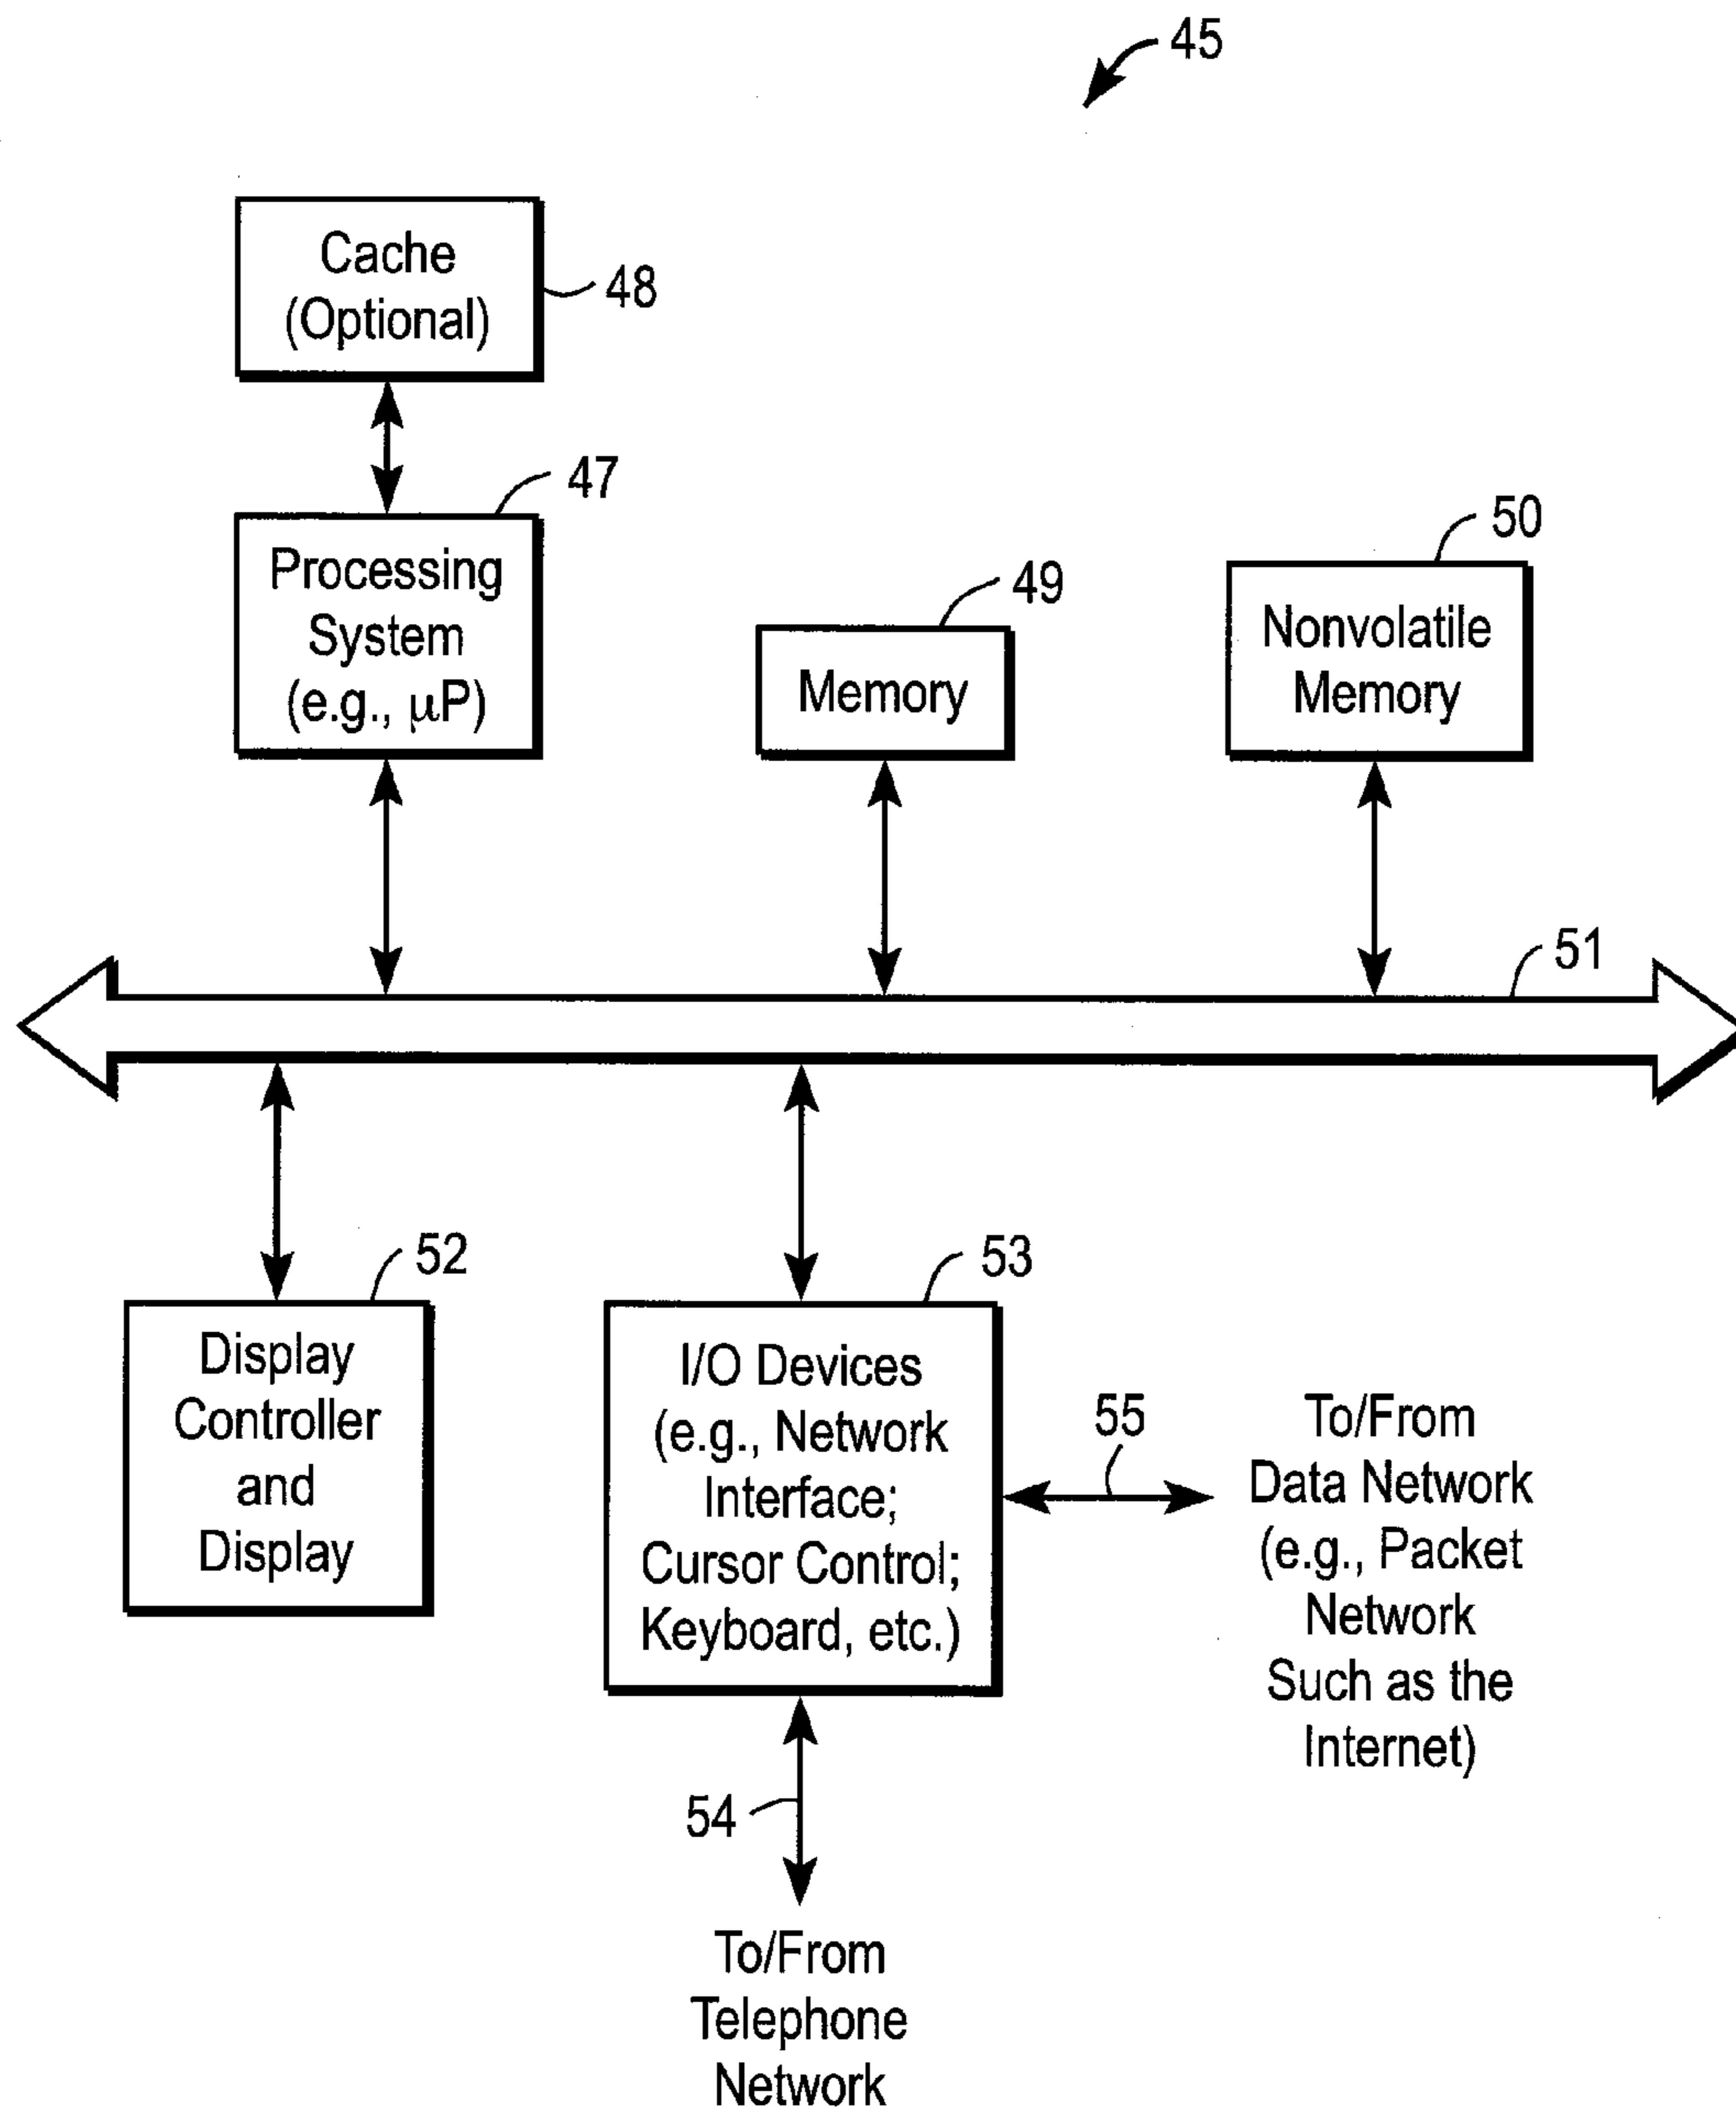 45
Cache
(Optional)
48
47
Processing
System
(e.g., μP)
49
Memory
50
Nonvolatile
Memory
51
52
Display
Controller
and
Display
53
I/O Devices
(e.g., Network
Interface;
Cursor Control;
Keyboard, etc.)
55
To/From
Data Network
(e.g., Packet
Network
Such as the
Internet)
54
To/From
Telephone
Network